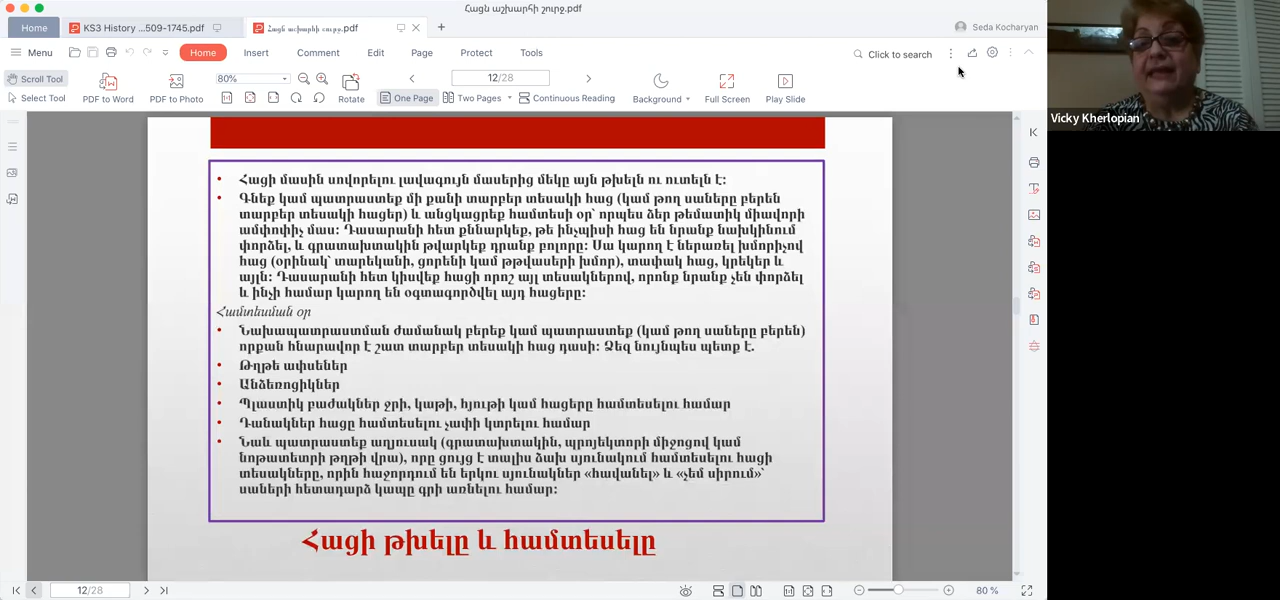 Հացն աշխարհի շուրջ.pdf
Home
KS3 History ...509-1745.pdf
Հացն աշխարհի շուրջ.pdf
Seda Kocharyan
Menu
Home
Insert
Comment
Edit
Page
Protect
Tools
Click to search
Scroll Tool
Select Tool
PDF to Word
PDF to Photo
80%
Rotate
12/28
One Page
Two Pages
Continuous Reading
Background
Full Screen
Play Slide
Vicky Kherlopian
• Հացի մասին սովորելու լավագույն մասերից մեկը այն թխելն ու ուտելն է:
• Գնեք կամ պատրաստեք մի քանի տարբեր տեսակի հաց (կամ թող սաները բերեն
տարբեր տեսակի հացեր) և անցկացրեք համտեսի օր՝ որպես ձեր թեմատիկ միավորի
ամփոփիչ մաս: Դասարանի հետ քննարկեք, թե ինչպիսի հաց են նրանք նախկինում
փորձել, և գրատախտակին թվարկեք դրանք բոլորը: Սա կարող է ներառել խմորիչով
հաց (օրինակ՝ տարեկանի, ցորենի կամ թթվասերի խմոր), տափակ հաց, կրեկեր և
այլն: Դասարանի հետ կիսվեք հացի որոշ այլ տեսակներով, որոնք նրանք չեն փորձել
և ինչի համար կարող են օգտագործվել այդ հացերը:
Համտեսման օր
• Նախապատրաստման ժամանակ բերեք կամ պատրաստեք (կամ թող սաները բերեն)
որքան հնարավոր է շատ տարբեր տեսակի հաց դասի: Ձեզ նույնպես պետք է.
• Թղթե ափսեներ
• Անձեռոցիկներ
• Պլաստիկ բաժակներ ջրի, կաթի, հյութի կամ հացերը համտեսելու համար
• Դանակներ հացը համտեսելու չափի կտրելու համար
• Նաև պատրաստեք աղյուսակ (գրատախտակին, պրոյեկտորի միջոցով կամ
նոթատետրի թղթի վրա), որը ցույց է տալիս ձախ սյունակում համտեսելու հացի
տեսակները, որին հաջորդում են երկու սյունակներ «հավանել» և «չեմ սիրում»՝
սաների հետադարձ կապը գրի առնելու համար:
Հացի թխելը և համտեսելը
12/28
80 %